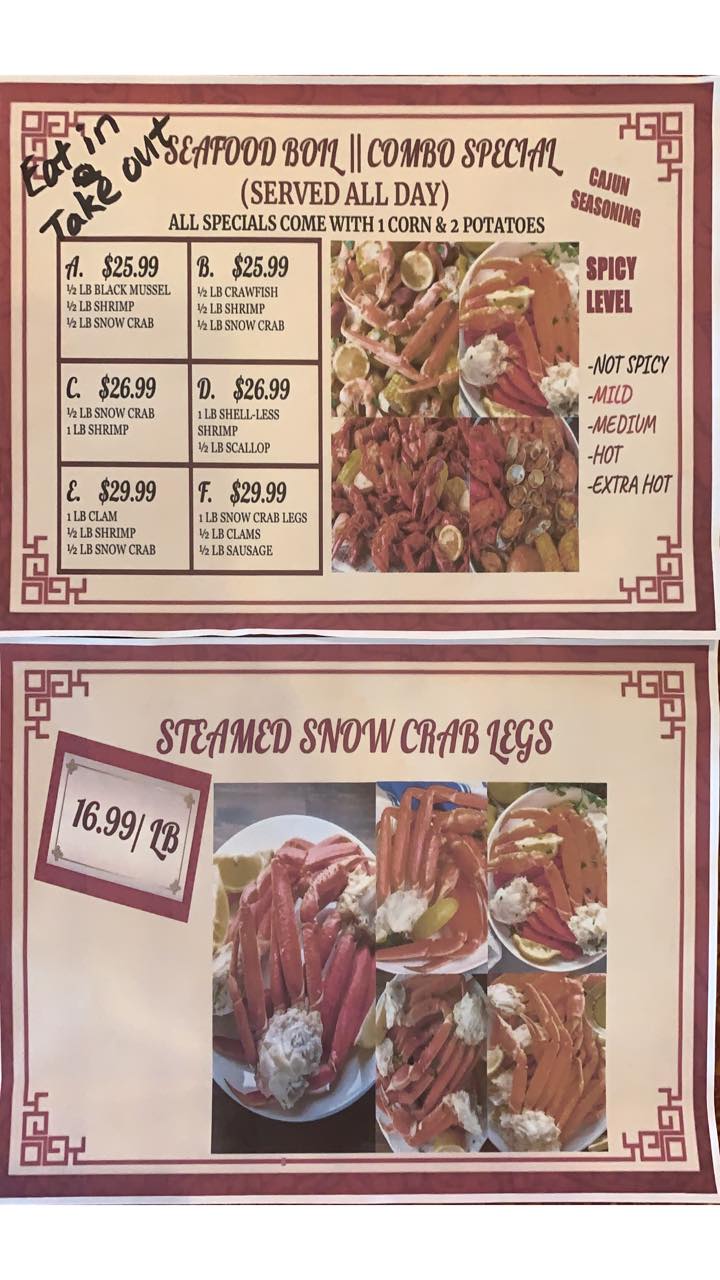 Eat in
&
Take out
SEAFOOD BOIL || COMBO SPECIAL
(SERVED ALL DAY)
ALL SPECIALS COME WITH 1 CORN & 2 POTATOES
CAJUN
SEASONING
A. $25.99
½ LB BLACK MUSSEL
½ LB SHRIMP
½ LB SNOW CRAB
B. $25.99
½ LB CRAWFISH
½ LB SHRIMP
½ LB SNOW CRAB
C. $26.99
½ LB SNOW CRAB
1 LB SHRIMP
D. $26.99
1 LB SHELL-LESS
SHRIMP
½ LB SCALLOP
E. $29.99
1 LB CLAM
½ LB SHRIMP
½ LB SNOW CRAB
F. $29.99
1 LB SNOW CRAB LEGS
½ LB CLAMS
½ LB SAUSAGE
SPICY
LEVEL
-NOT SPICY
-MILD
-MEDIUM
-HOT
-EXTRA HOT
STEAMED SNOW CRAB LEGS
16.99/ LB